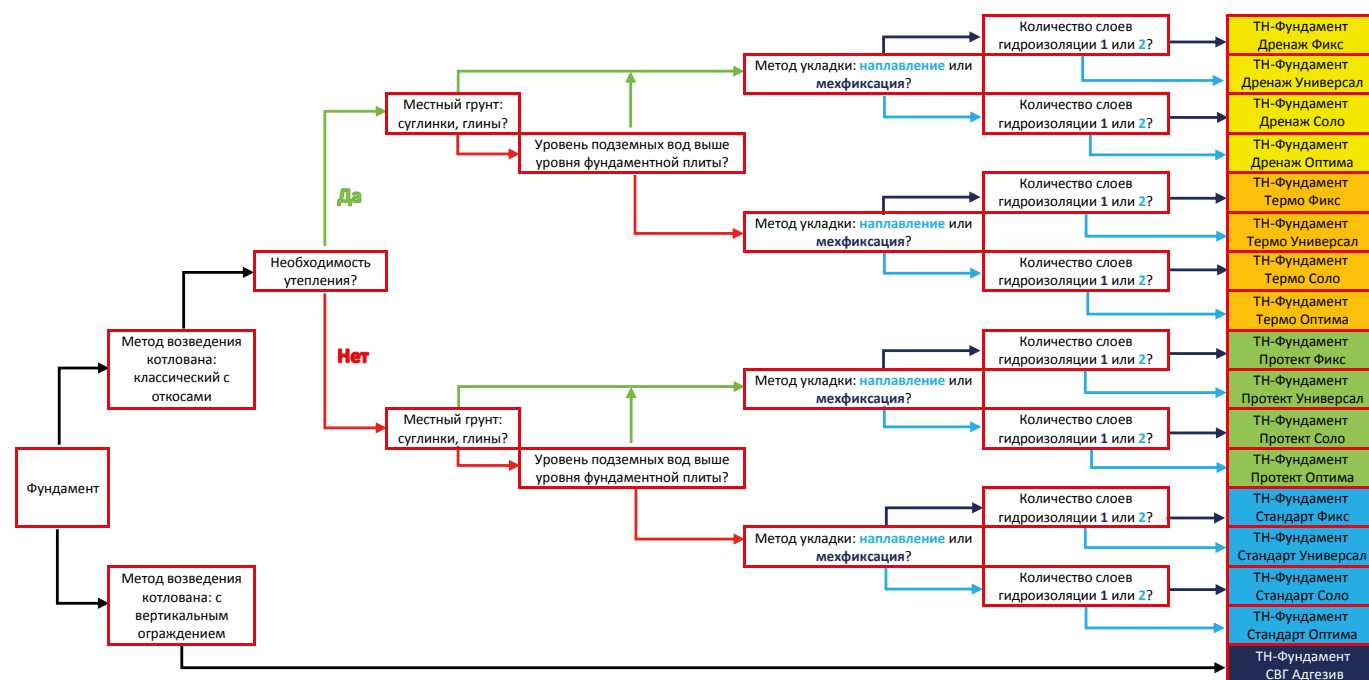 Количество слоев
гидроизоляции 1 или 2?
ТН-Фундамент
Дренаж Фикс
Метод укладки: наплавление или
мехфиксация?
ТН-Фундамент
Дренаж Универсал
Местный грунт:
суглинки, глины?
Количество слоев
гидроизоляции 1 или 2?
ТН-Фундамент
Дренаж Соло
Уровень подземных вод выше
уровня фундаментной плиты?
ТН-Фундамент
Дренаж Оптима
Да
Количество слоев
гидроизоляции 1 или 2?
ТН-Фундамент
Термо Фикс
Метод укладки: наплавление или
мехфиксация?
ТН-Фундамент
Термо Универсал
Необходимость
утепления?
Количество слоев
гидроизоляции 1 или 2?
ТН-Фундамент
Термо Соло
ТН-Фундамент
Термо Оптима
Метод возведения
котлована:
классический с
откосами
Нет
Количество слоев
гидроизоляции 1 или 2?
ТН-Фундамент
Протект Фикс
Метод укладки: наплавление или
мехфиксация?
ТН-Фундамент
Протект Универсал
Местный грунт:
суглинки, глины?
Количество слоев
гидроизоляции 1 или 2?
ТН-Фундамент
Протект Соло
Уровень подземных вод выше
уровня фундаментной плиты?
ТН-Фундамент
Протект Оптима
Фундамент
Количество слоев
гидроизоляции 1 или 2?
ТН-Фундамент
Стандарт Фикс
Метод укладки: наплавление или
мехфиксация?
ТН-Фундамент
Стандарт Универсал
Метод возведения
котлована: с
вертикальным
ограждением
Количество слоев
гидроизоляции 1 или 2?
ТН-Фундамент
Стандарт Соло
ТН-Фундамент
Стандарт Оптима
ТН-Фундамент
СВГ Адгезив